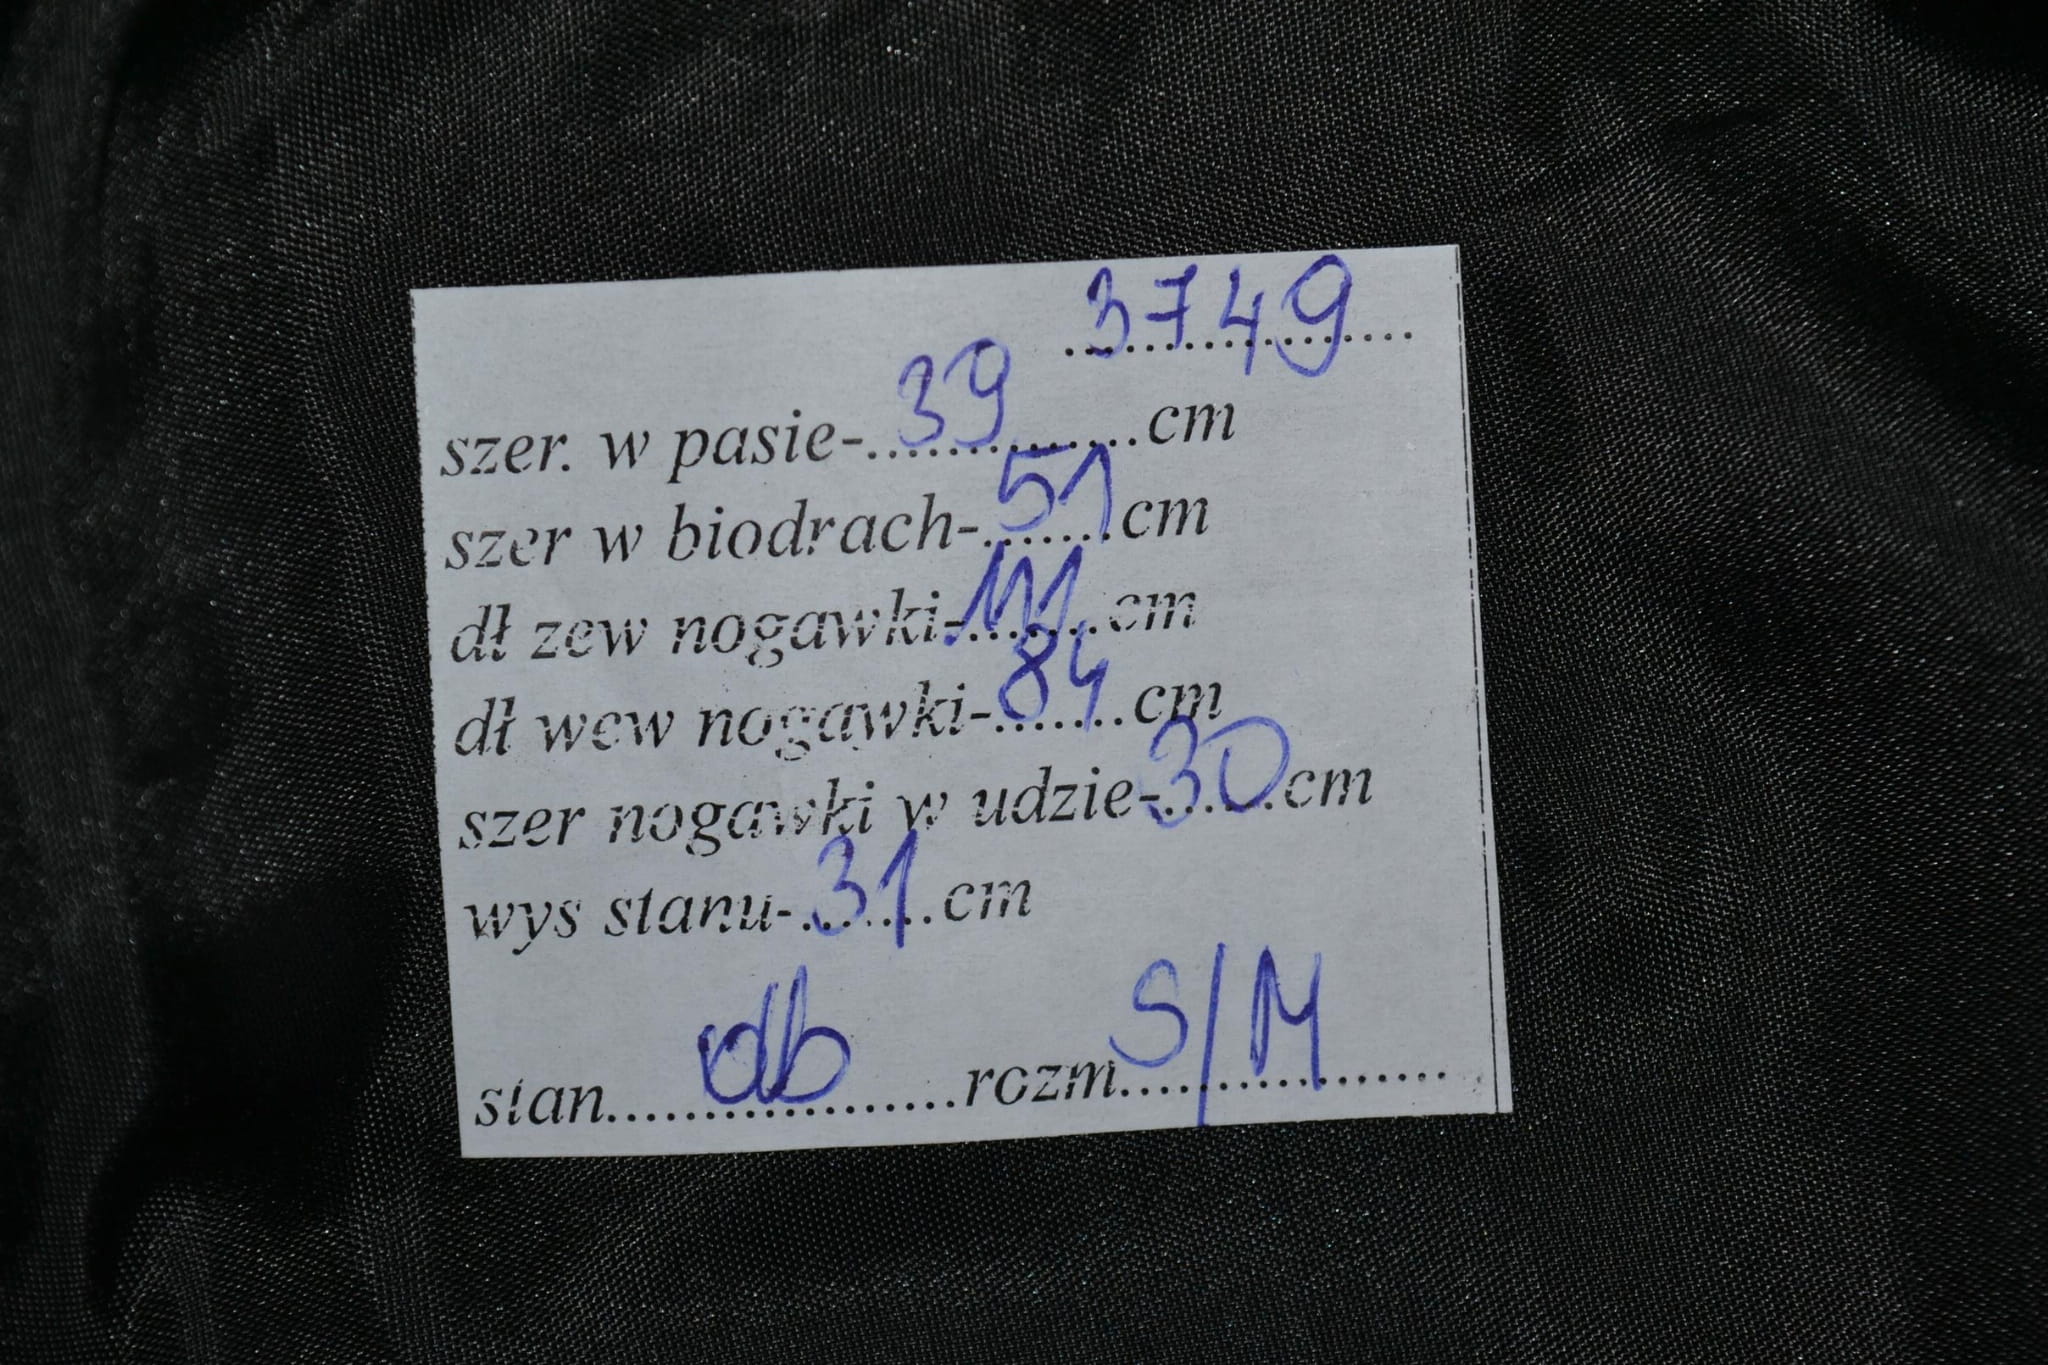 3749
szer. w pasie-39cm
szer w biodrach-51cm
dł zew nogawki-111cm
dł wew nogawki-84cm
szer nogawki w udzie-30cm
wys stanu-31cm
stan db rozm S/M